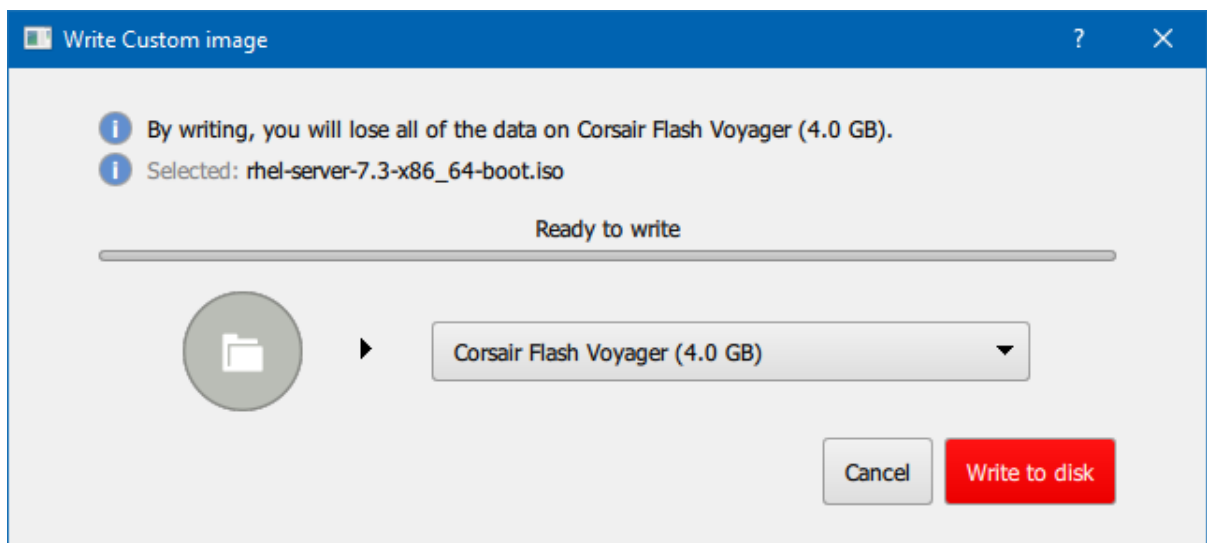 Write Custom image ?
By writing, you will lose all of the data on Corsair Flash Voyager (4.0 GB).
Selected: rhel-server-7.3-x86_64-boot.iso
Ready to write
Corsair Flash Voyager (4.0 GB)
Cancel Write to disk